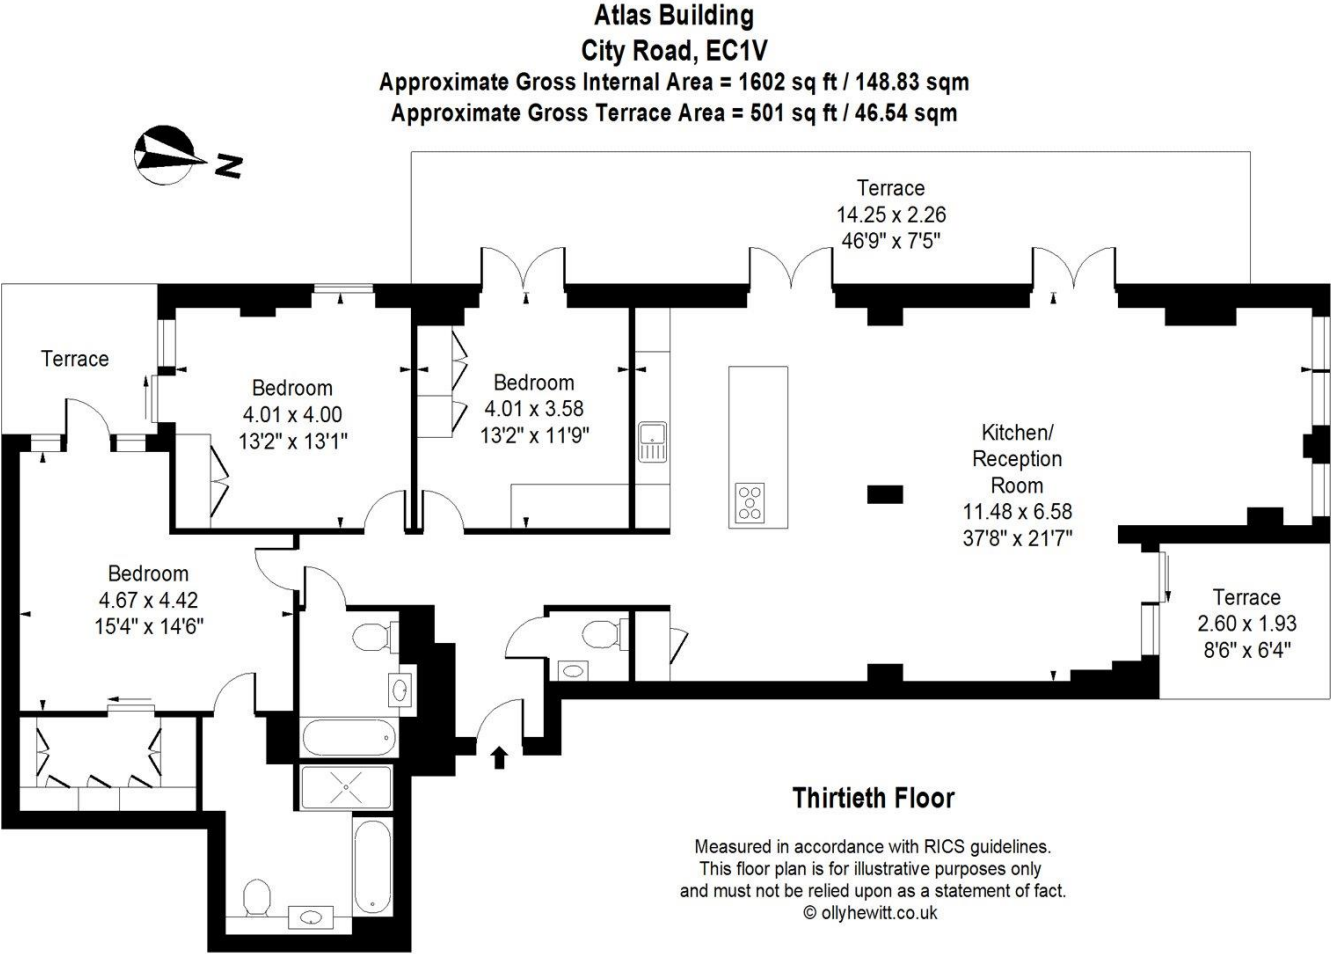 Atlas Building
City Road, EC1V
Approximate Gross Internal Area = 1602 sq ft / 148.83 sqm
Approximate Gross Terrace Area = 501 sq ft / 46.54 sqm
N
Terrace
14.25 x 2.26
46'9" x 7'5"
Terrace
Bedroom
4.01 x 4.00
13'2" x 13'1"
Bedroom
4.01 x 3.58
13'2" x 11'9"
Kitchen/
Reception
Room
11.48 x 6.58
37'8" x 21'7"
Bedroom
4.67 x 4.42
15'4" x 14'6"
Terrace
2.60 x 1.93
8'6" x 6'4"
Thirtieth Floor
Measured in accordance with RICS guidelines.
This floor plan is for illustrative purposes only
and must not be relied upon as a statement of fact.
© ollyhewitt.co.uk